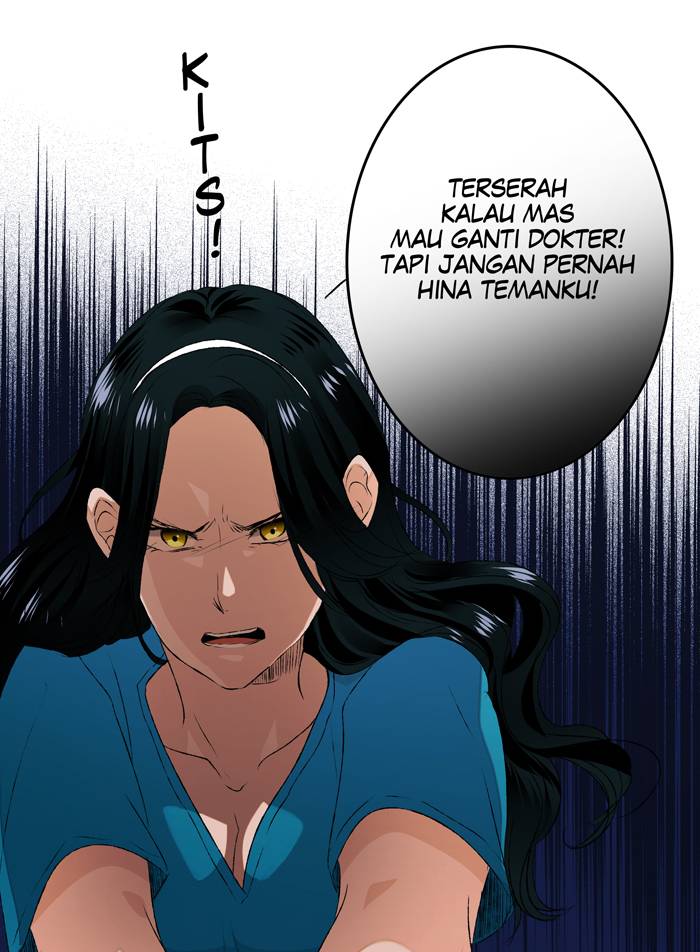 KITS!
TERSERAH
KALAU MAS
MAU GANTI DOKTER!
TAPI JANGAN PERNAH
HINA TEMANKU!